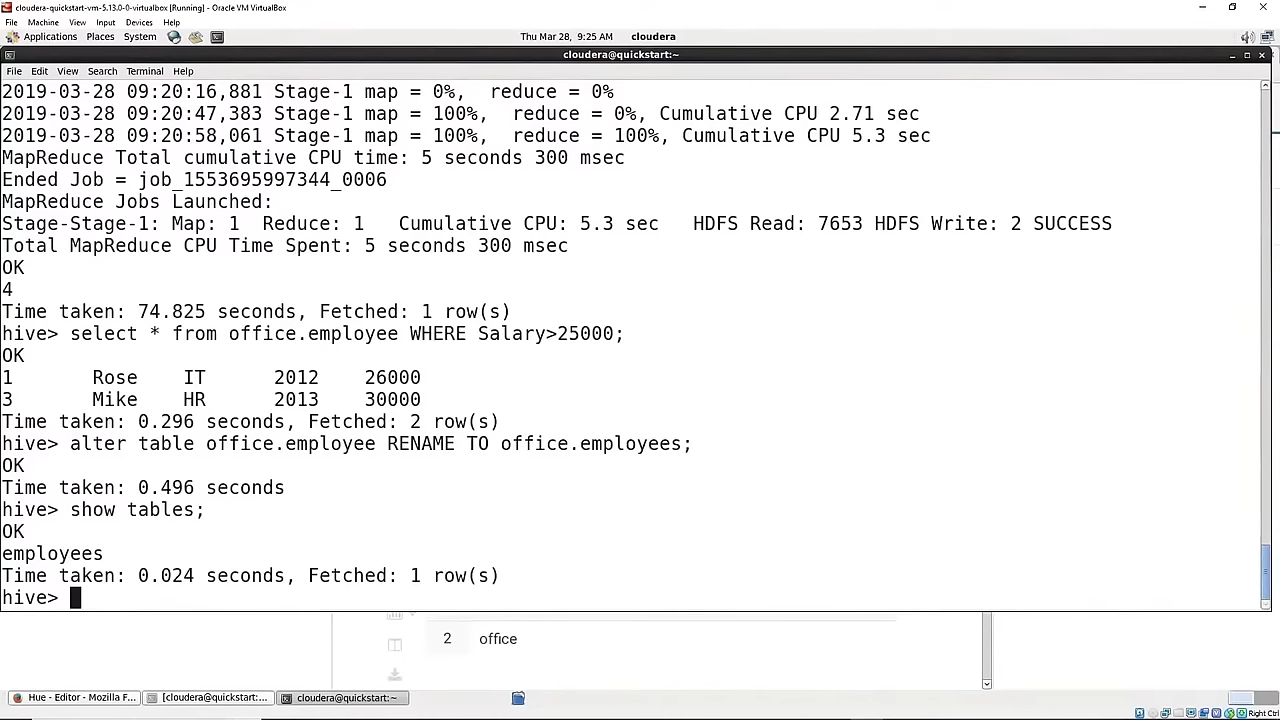 cloudera-quickstart-vm-5.13.0-0-virtualbox [Running] - Oracle VM VirtualBox
File Machine View Input Devices Help
Applications Places System Thu Mar 28, 9:25 AM cloudera
cloudera@quickstart:~
File Edit View Search Terminal Help
2019-03-28 09:20:16,881 Stage-1 map = 0%, reduce = 0%
2019-03-28 09:20:47,383 Stage-1 map = 100%, reduce = 0%, Cumulative CPU 2.71 sec
2019-03-28 09:20:58,061 Stage-1 map = 100%, reduce = 100%, Cumulative CPU 5.3 sec
MapReduce Total cumulative CPU time: 5 seconds 300 msec
Ended Job = job_1553695997344_0006
MapReduce Jobs Launched:
Stage-Stage-1: Map: 1 Reduce: 1 Cumulative CPU: 5.3 sec HDFS Read: 7653 HDFS Write: 2 SUCCESS
Total MapReduce CPU Time Spent: 5 seconds 300 msec
OK
4
Time taken: 74.825 seconds, Fetched: 1 row(s)
hive> select * from office.employee WHERE Salary>25000;
OK
1 Rose IT 2012 26000
3 Mike HR 2013 30000
Time taken: 0.296 seconds, Fetched: 2 row(s)
hive> alter table office.employee RENAME TO office.employees;
OK
Time taken: 0.496 seconds
hive> show tables;
OK
employees
Time taken: 0.024 seconds, Fetched: 1 row(s)
hive>
2 office
Hue - Editor - Mozilla F... [cloudera@quickstart:... cloudera@quickstart:~
Right Ctrl